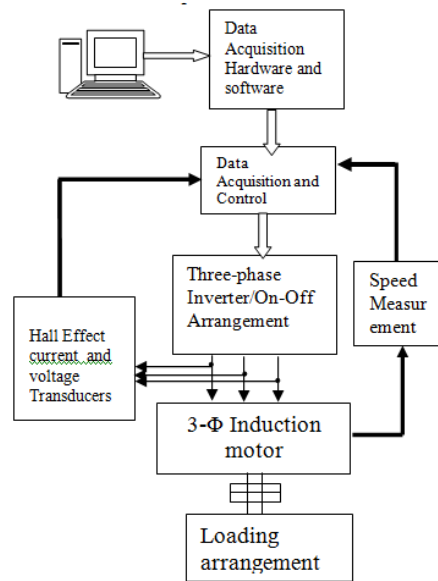 Data
Acquisition
Hardware and
software
Data
Acquisition and
Control
Three-phase
Inverter/On-Off
Arrangement
Speed
Measur
ement
Hall Effect
current and
voltage
Transducers
3-Φ Induction
motor
Loading
arrangement